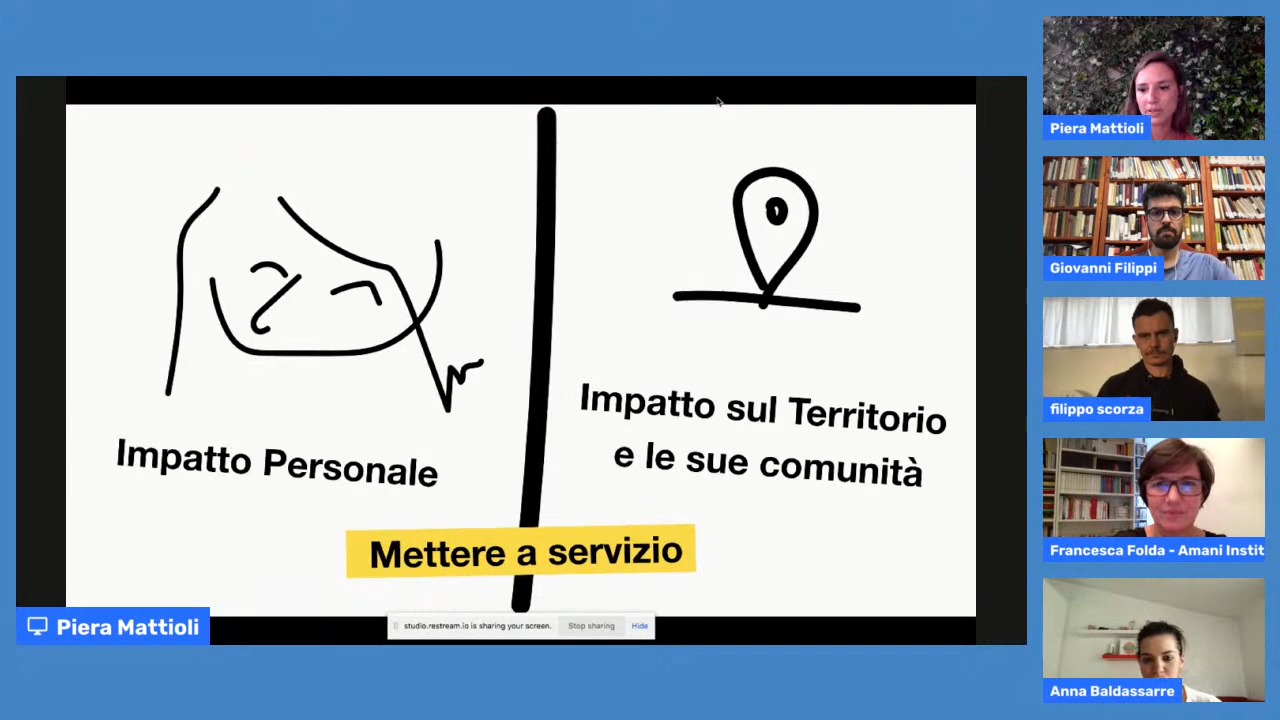 Impatto Personale
Impatto sul Territorio
e le sue comunità
Mettere a servizio
studio.restream.io is sharing your screen.
Stop sharing
Hide
Piera Mattioli
Piera Mattioli
Giovanni Filippi
filippo scorza
Francesca Folda - Amani Instit
Anna Baldassarre